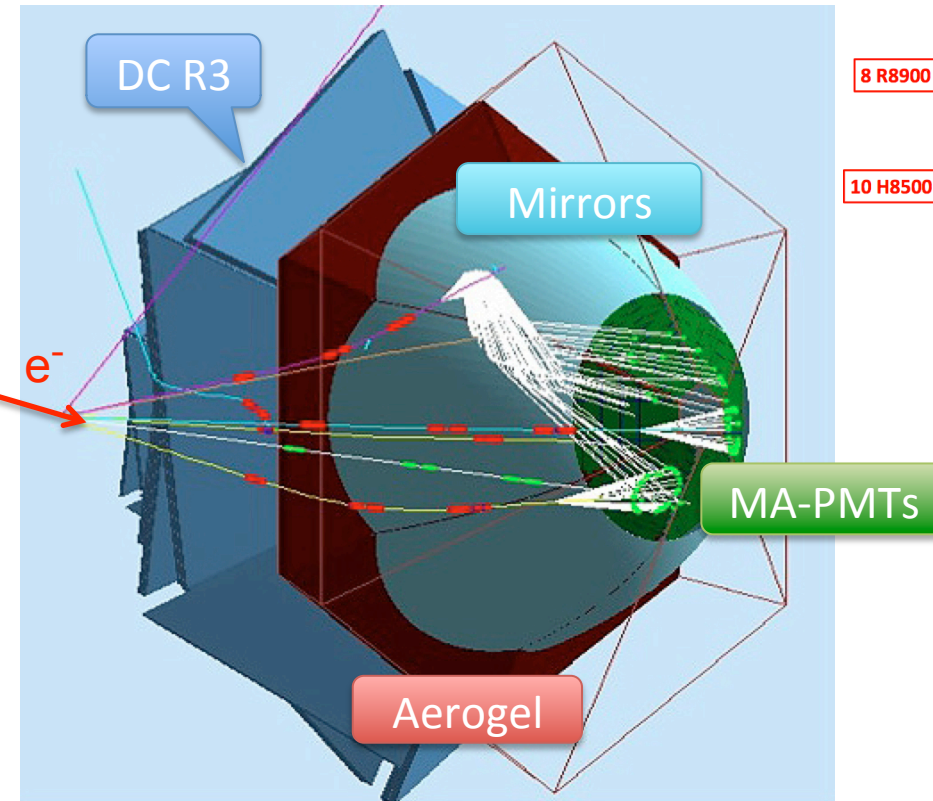 DC R3
8 R8900
10 H8500
Mirrors
e-
MA-PMTs
Aerogel